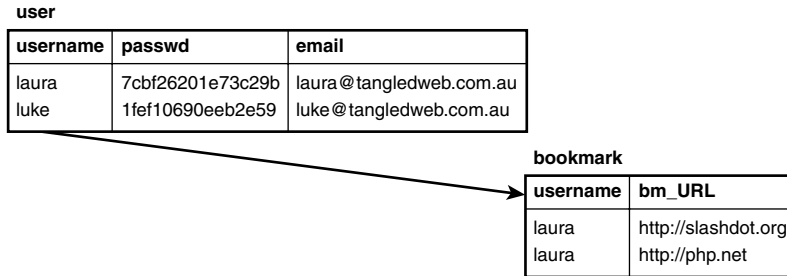 user
username passwd email
laura 7cbf26201e73c29b laura@tangledweb.com.au
luke 1fef10690eeb2e59 luke@tangledweb.com.au
bookmark
username bm_URL
laura http://slashdot.org
laura http://php.net